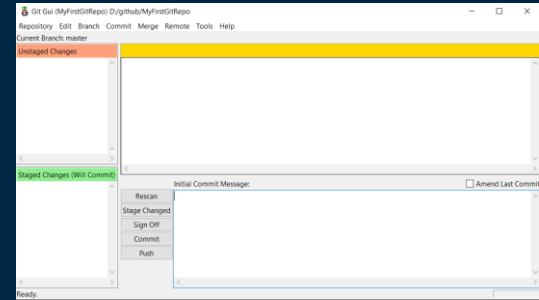 Git Gui (MyFirstGitRepo) D:/github/MyFirstGitRepo
Repository Edit Branch Commit Merge Remote Tools Help
Current Branch: master
Unstaged Changes
Staged Changes (Will Commit)
Initial Commit Message:
Amend Last Commit
Rescan
Stage Changed
Sign Off
Commit
Push
Ready.